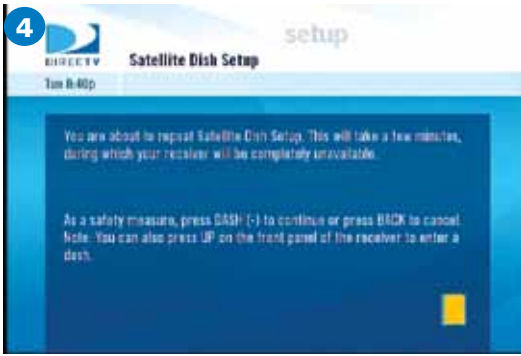 4
setup
DIRECTV
Satellite Dish Setup
Tue 8:40p
You are about to repeat Satellite Dish Setup. This will take a few minutes,
during which your receiver will be completely unavailable.
As a safety measure, press DASH (-) to continue or press BACK to cancel.
Note: You can also press UP on the front panel of the receiver to enter a
dash.